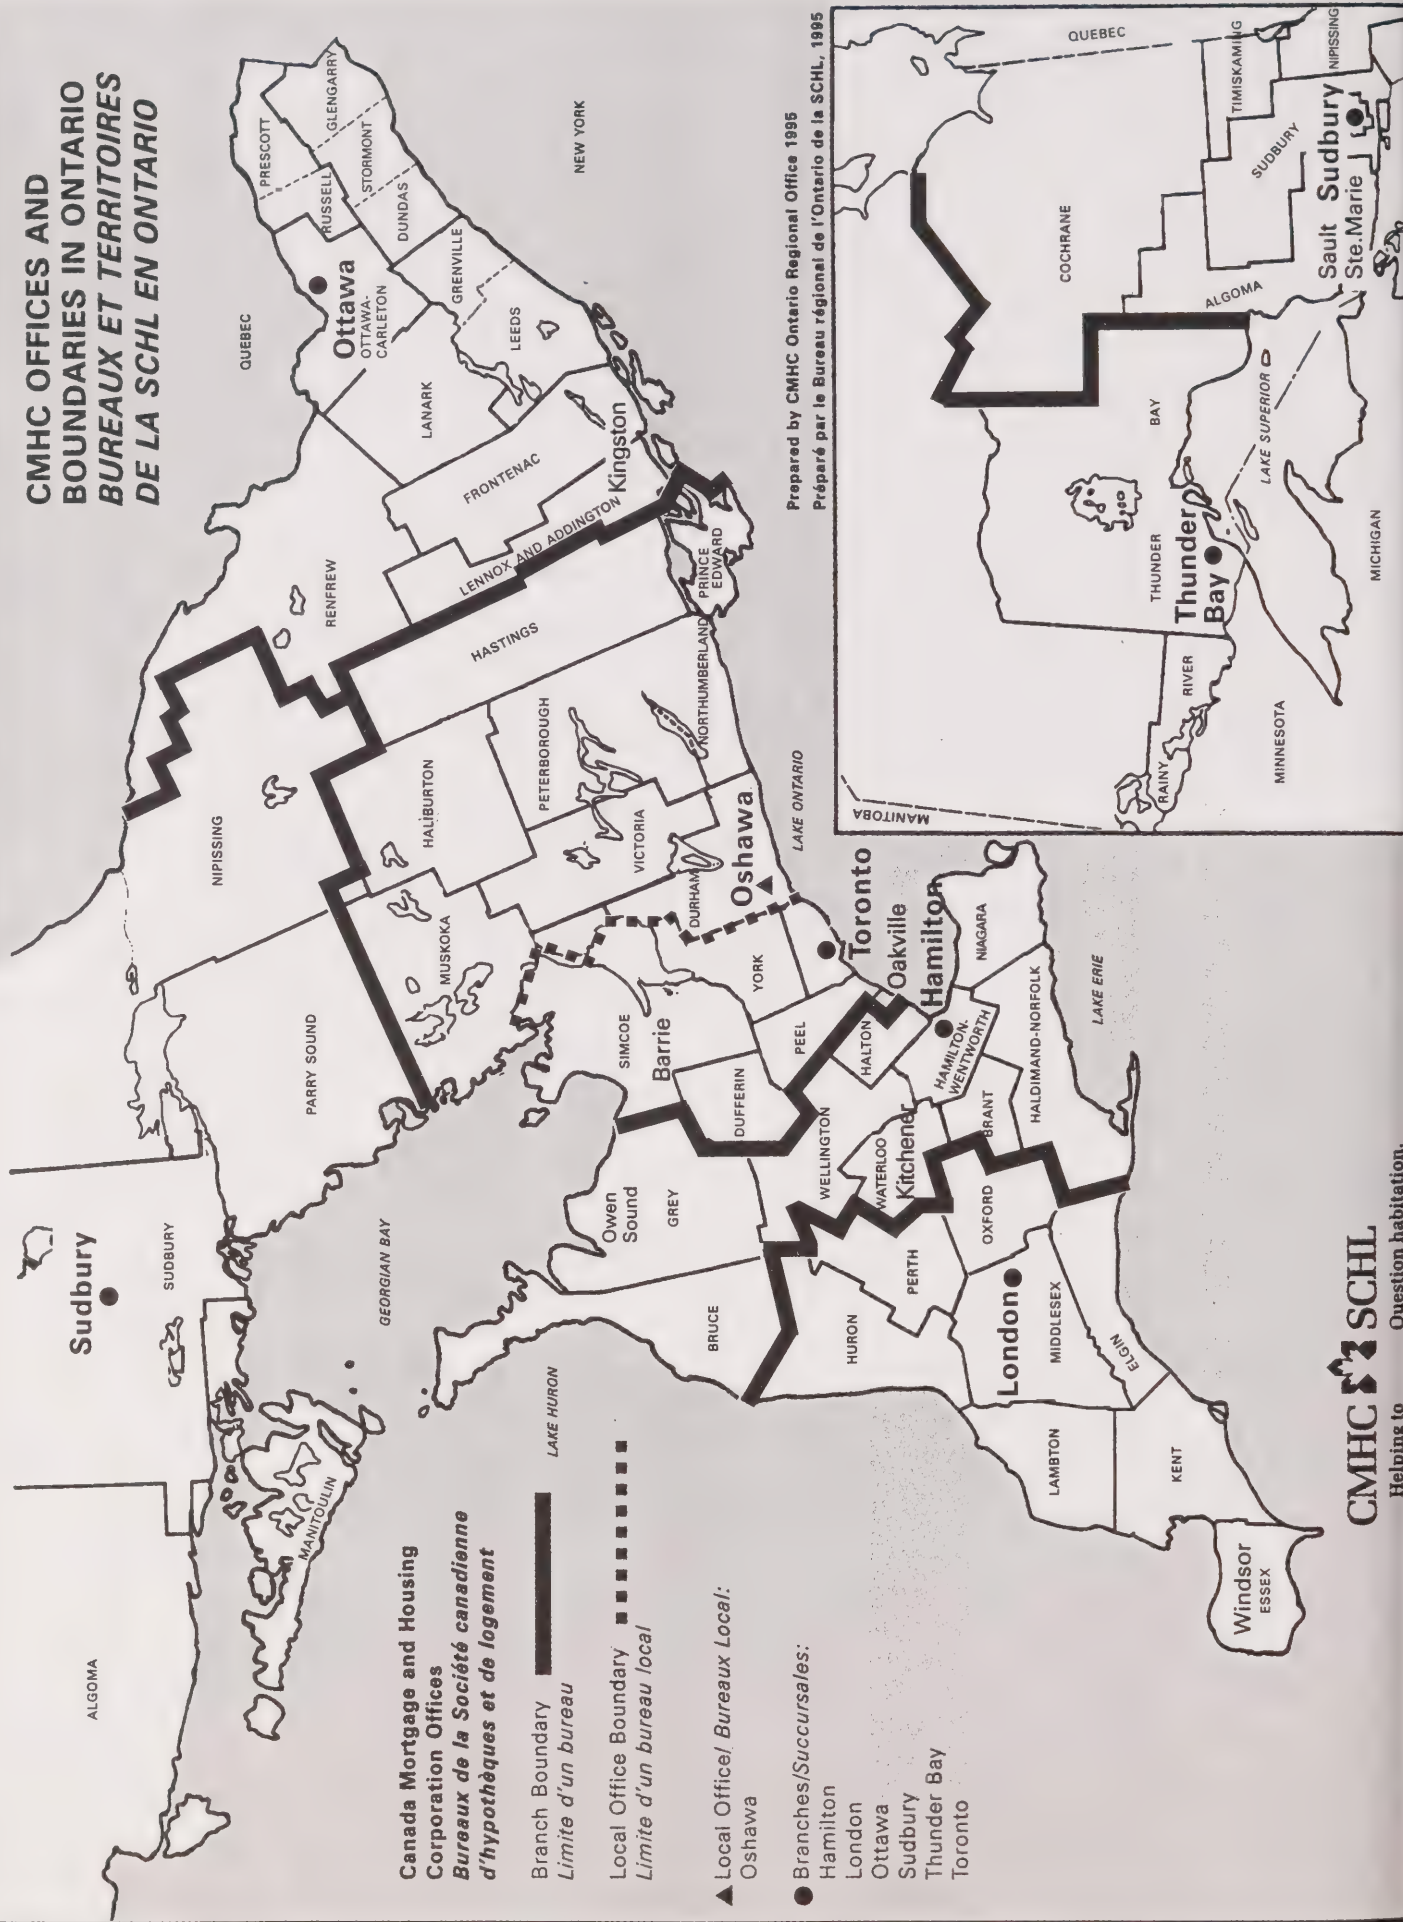 CMHC OFFICES AND
BOUNDARIES IN ONTARIO
BUREAUX ET TERRITOIRES
DE LA SCHL EN ONTARIO
ALGOMA
Sudbury
SUDBURY
MANITOULIN
PARRY SOUND
NIPISSING
GEORGIAN BAY
LAKE HURON
MUSKOKA
HALIBURTON
HASTINGS
RENFREW
LENNOX AND ADDINGTON
FRONTENAC
Kingston
LANARK
LEEDS
GRENVILLE
Ottawa
OTTAWA-
CARLETON
QUEBEC
RUSSELL
PRESCOTT
GLENGARRY
STORMONT
DUNDAS
NEW YORK
PRINCE
EDWARD
NORTHUMBERLAND
PETERBOROUGH
VICTORIA
DURHAM
Oshawa
LAKE ONTARIO
YORK
Toronto
SIMCOE
Barrie
PEEL
DUFFERIN
HALTON
Oakville
Hamilton
HAMILTON-
WENTWORTH
NIAGARA
HALDIMAND-NORFOLK
LAKE ERIE
BRANT
WELLINGTON
WATERLOO
Kitchener
Owen
Sound
GREY
BRUCE
HURON
PERTH
OXFORD
London
MIDDLESEX
ELGIN
LAMBTON
KENT
Windsor
ESSEX
Canada Mortgage and Housing
Corporation Offices
Bureaux de la Société canadienne
d'hypothèques et de logement
Branch Boundary
Limite d'un bureau
Local Office Boundary
Limite d'un bureau local
Local Office/ Bureaux Local:
Oshawa
Branches/Succursales:
Hamilton
London
Ottawa
Sudbury
Thunder Bay
Toronto
Prepared by CMHC Ontario Regional Office 1995
Préparé par le Bureau régional de l'Ontario de la SCHL, 1995
MANITOBA
QUEBEC
COCHRANE
TIMISKAMING
NIPISSING
SUDBURY
Sudbury
Sault
Ste.Marie
ALGOMA
THUNDER
BAY
Thunder
Bay
LAKE SUPERIOR
RAINY
RIVER
MINNESOTA
MICHIGAN
CMHC SCHL
Helping to
Question habitation,